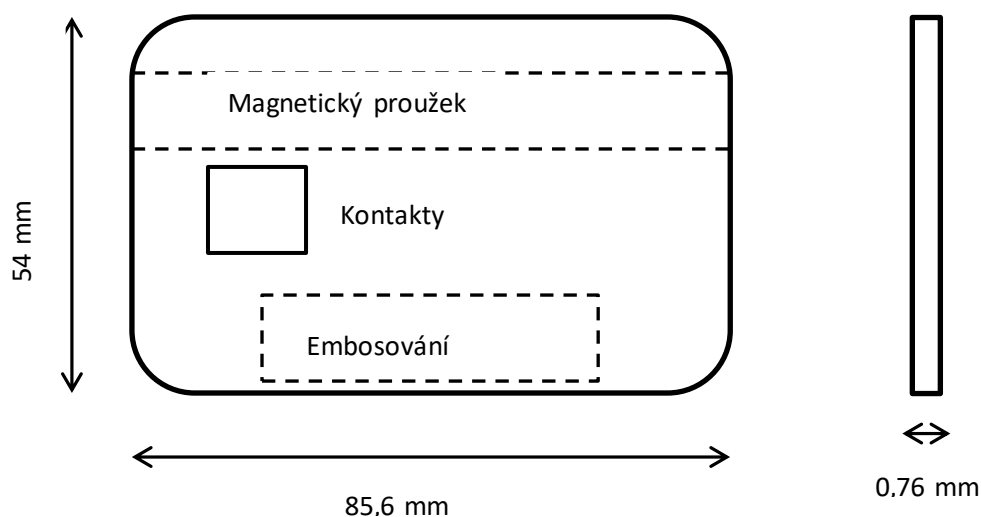 Magnetický proužek
Kontakty
54 mm
Embosování
0,76 mm
85,6 mm